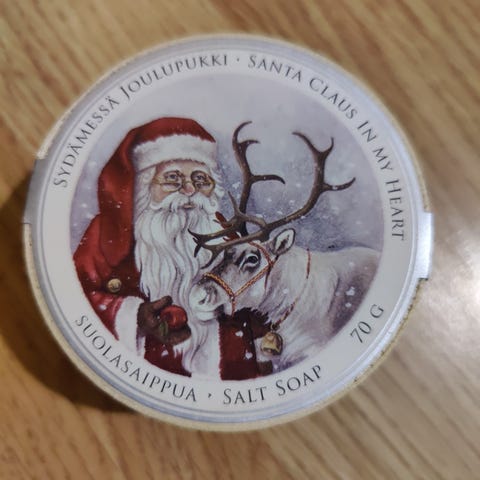 Sydämessä Joulupukki · Santa Claus in my Heart
Suolasaippua · Salt Soap 70 g